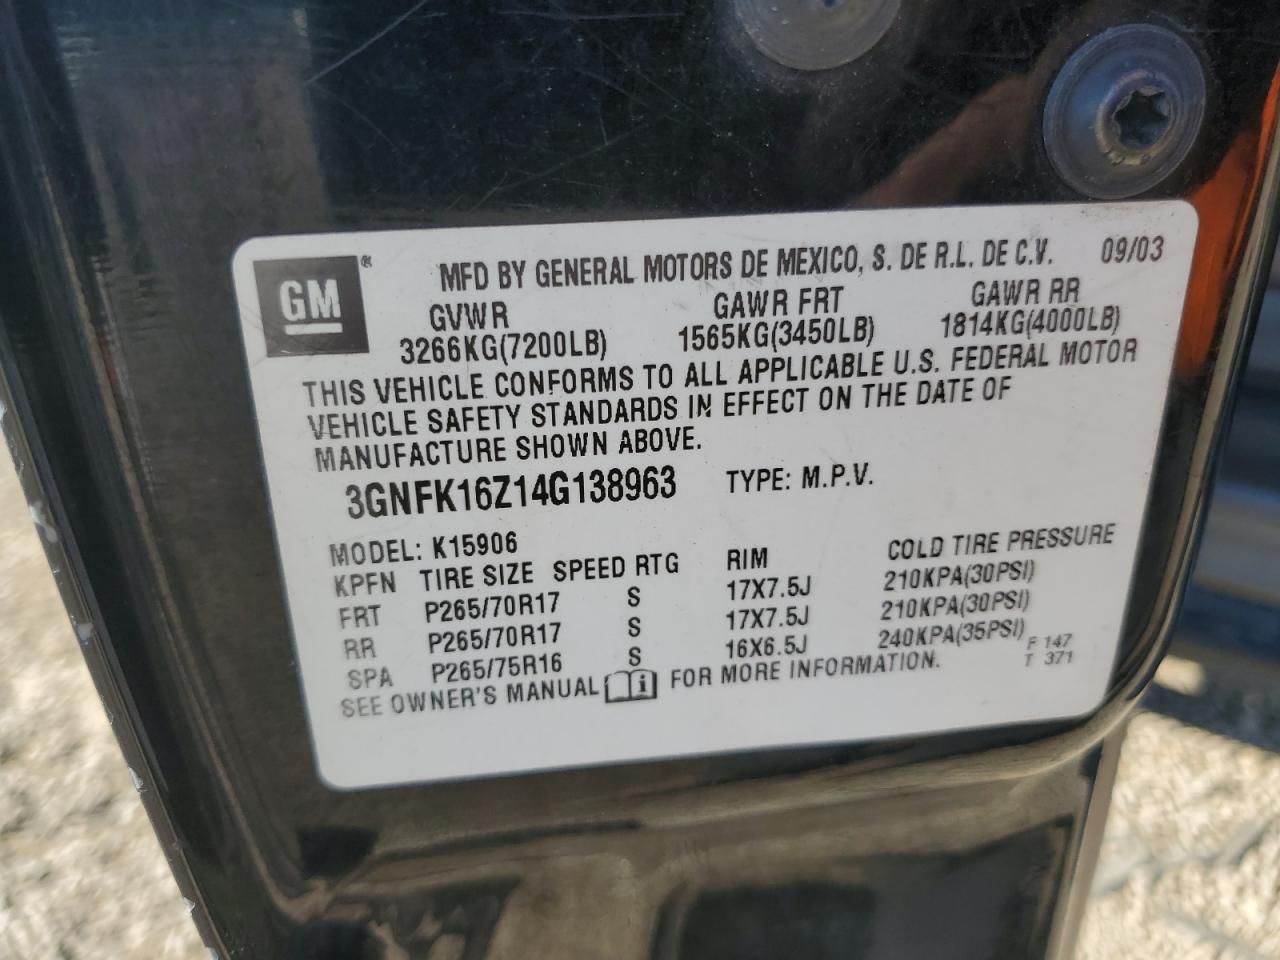 GM®
MFD BY GENERAL MOTORS DE MEXICO, S. DE R.L. DE C.V. 09/03
GVWR GAWR FRT GAWR RR
3266KG(7200LB) 1565KG(3450LB) 1814KG(4000LB)
THIS VEHICLE CONFORMS TO ALL APPLICABLE U.S. FEDERAL MOTOR
VEHICLE SAFETY STANDARDS IN EFFECT ON THE DATE OF
MANUFACTURE SHOWN ABOVE.
3GNFK16Z14G138963 TYPE: M.P.V.
MODEL: K15906
KPFN TIRE SIZE SPEED RTG RIM COLD TIRE PRESSURE
FRT P265/70R17 S 17X7.5J 210KPA(30PSI)
RR P265/70R17 S 17X7.5J 210KPA(30PSI)
SPA P265/75R16 S 16X6.5J 240KPA(35PSI) F 147
T 371
SEE OWNER'S MANUAL i FOR MORE INFORMATION.